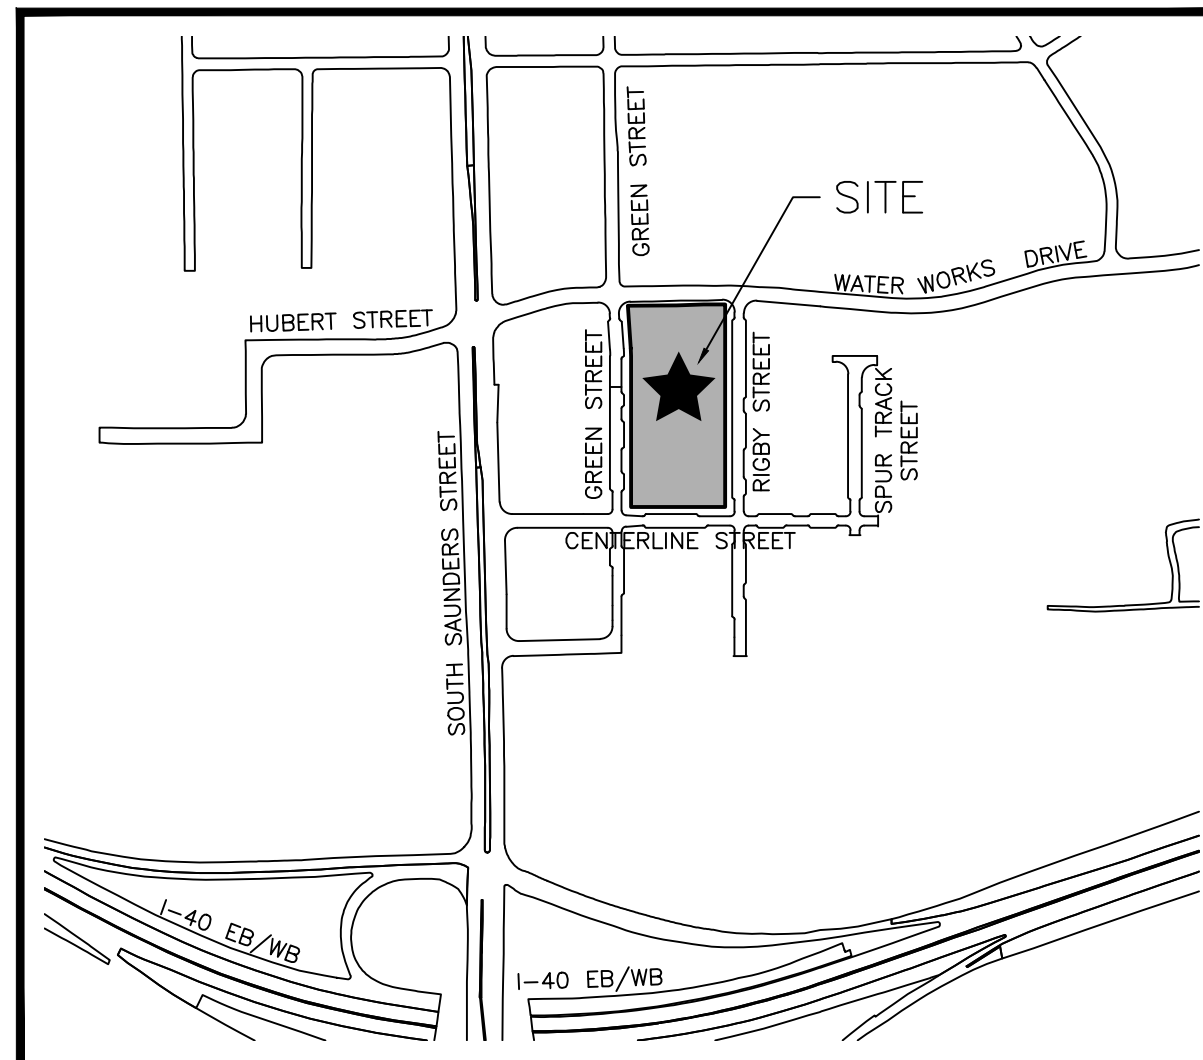 GREEN STREET
SITE
WATER WORKS DRIVE
HUBERT STREET
GREEN STREET
RIGBY STREET
SPUR TRACK
STREET
SOUTH SAUNDERS STREET
CENTERLINE STREET
I-40 EB/WB
I-40 EB/WB